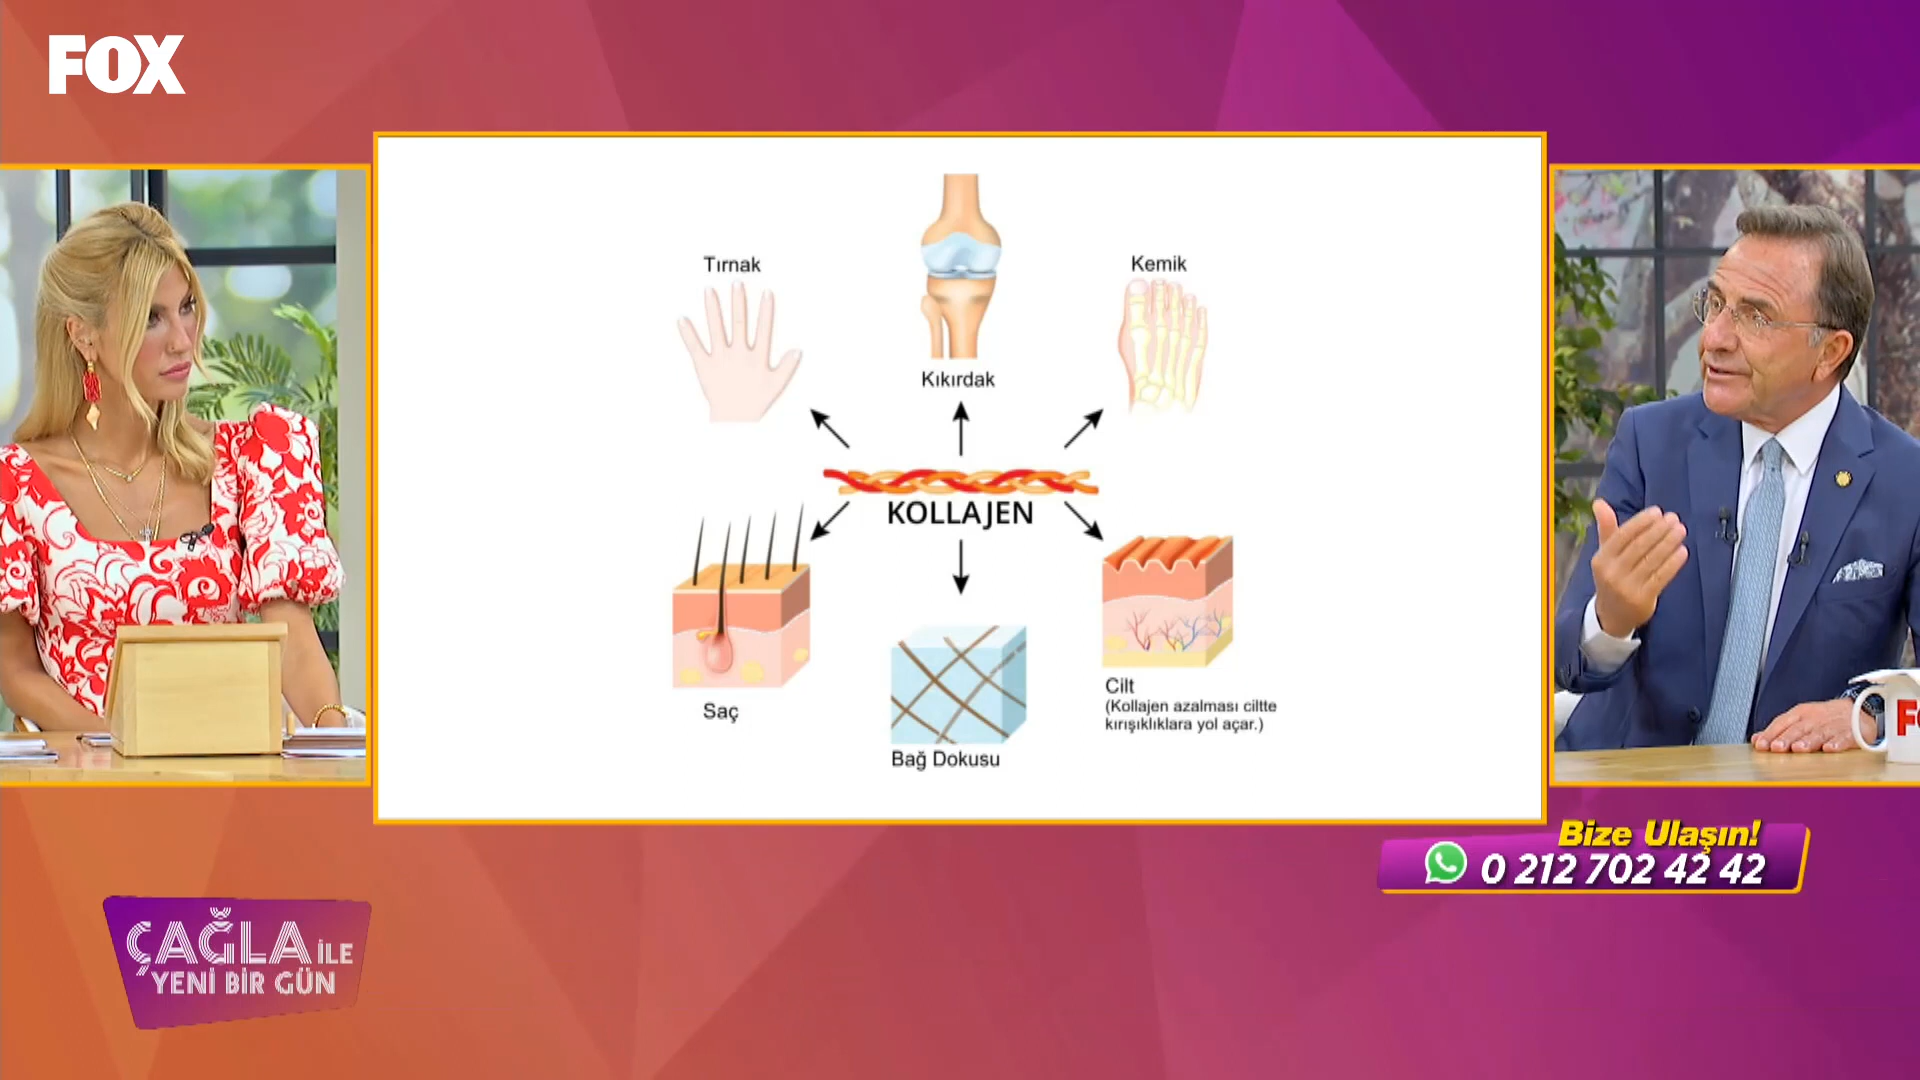 FOX
Tırnak
Kıkırdak
Kemik
KOLLAJEN
Saç
Bağ Dokusu
Cilt
(Kollajen azalması ciltte
kırışıklıklara yol açar.)
Bize Ulaşın!
0 212 702 42 42
ÇAĞLA İLE
YENİ BİR GÜN